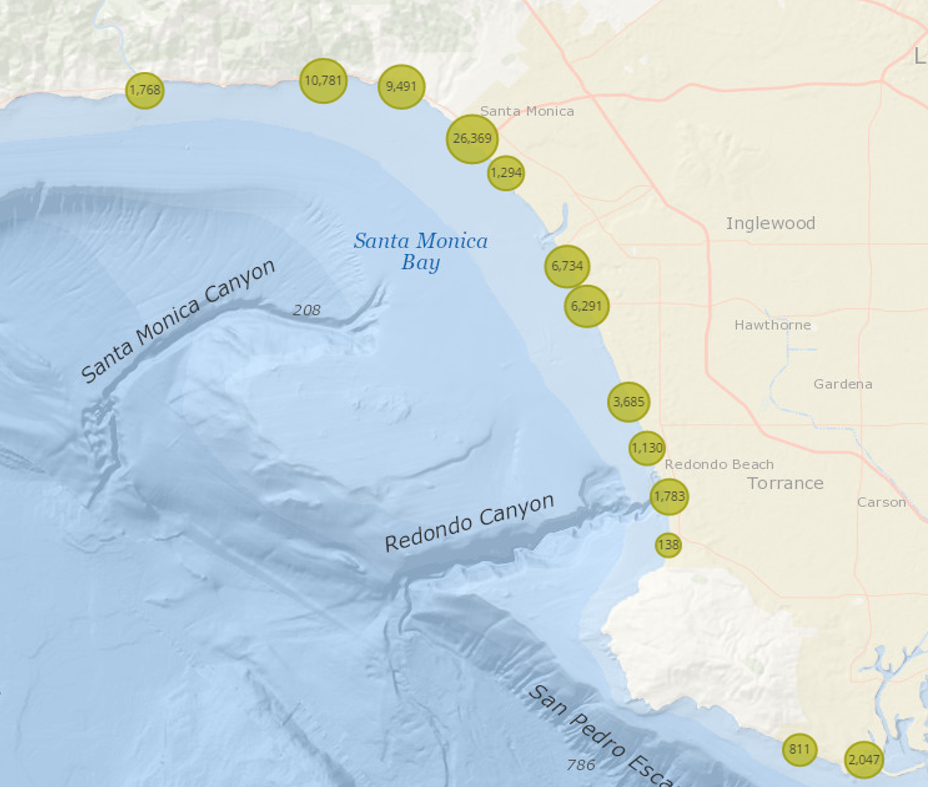 L
10,781
9,491
1,768
Santa Monica
26,369
1,294
Inglewood
Santa Monica
Bay
6,734
Santa Monica Canyon
208
6,291
Hawthorne
Gardena
3,685
1,130
Redondo Beach
Torrance
1,783
Carson
Redondo Canyon
138
San Pedro Esca
811
2,047
786